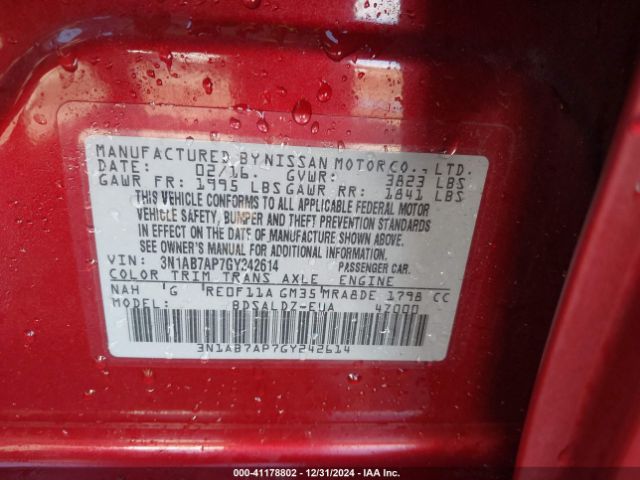 MANUFACTURED BY NISSAN MOTOR CO., LTD.
DATE: 02/16. GVWR: 3823 LBS
GAWR FR: 1995 LBS GAWR RR: 1841 LBS
THIS VEHICLE CONFORMS TO ALL APPLICABLE FEDERAL MOTOR
VEHICLE SAFETY, BUMPER AND THEFT PREVENTION STANDARDS
IN EFFECT ON THE DATE OF MANUFACTURE SHOWN ABOVE.
SEE OWNER'S MANUAL FOR ADDITIONAL INFORMATION.
VIN: 3N1AB7AP7GY242614 PASSENGER CAR.
COLOR TRIM TRANS AXLE ENGINE
NAH 'G RE0F11A GM35 MRA8DE 1798 CC
MODEL: BDSALDZ-EUA 47000
3N1AB7AP7GY242614
000-41178802 - 12/31/2024 - IAA Inc.